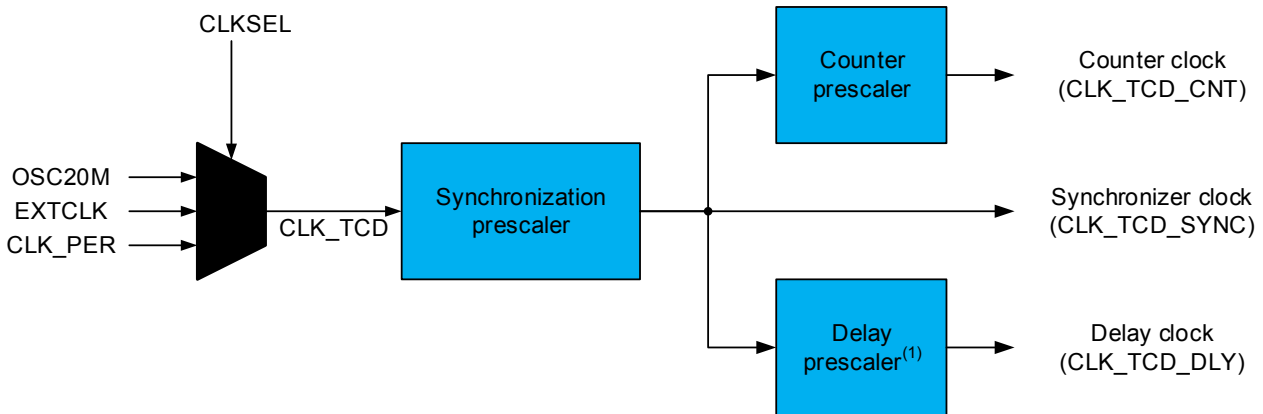 CLKSEL
OSC20M
EXTCLK
CLK_PER
CLK_TCD
Synchronization
prescaler
Counter
prescaler
Counter clock
(CLK_TCD_CNT)
Synchronizer clock
(CLK_TCD_SYNC)
Delay
prescaler(1)
Delay clock
(CLK_TCD_DLY)